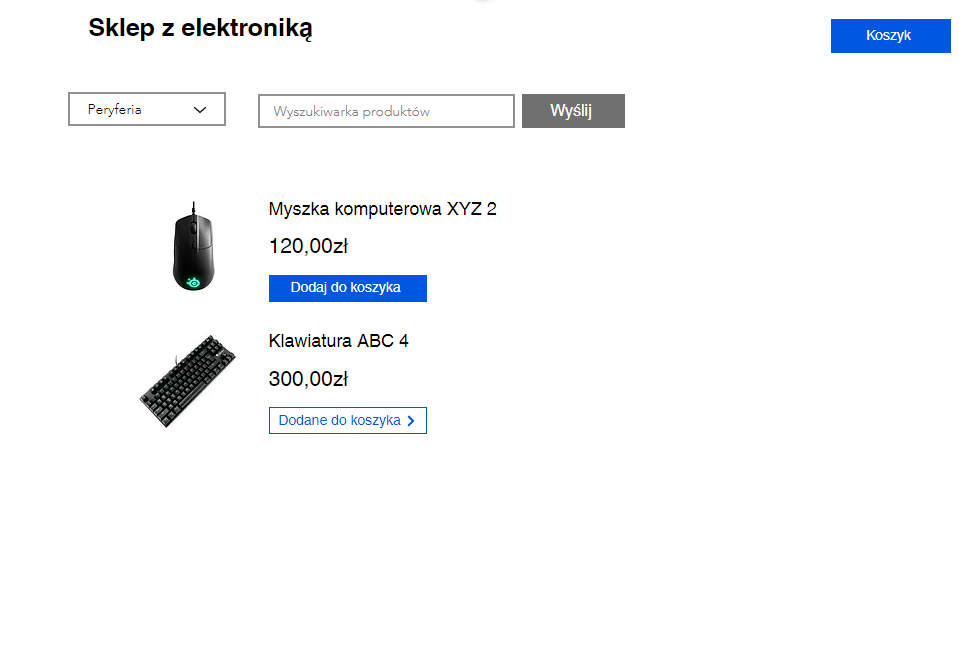 Sklep z elektroniką
Koszyk
Peryferia
Wyszukiwarka produktów
Wyślij
Myszka komputerowa XYZ 2
120,00zł
Dodaj do koszyka
Klawiatura ABC 4
300,00zł
Dodane do koszyka